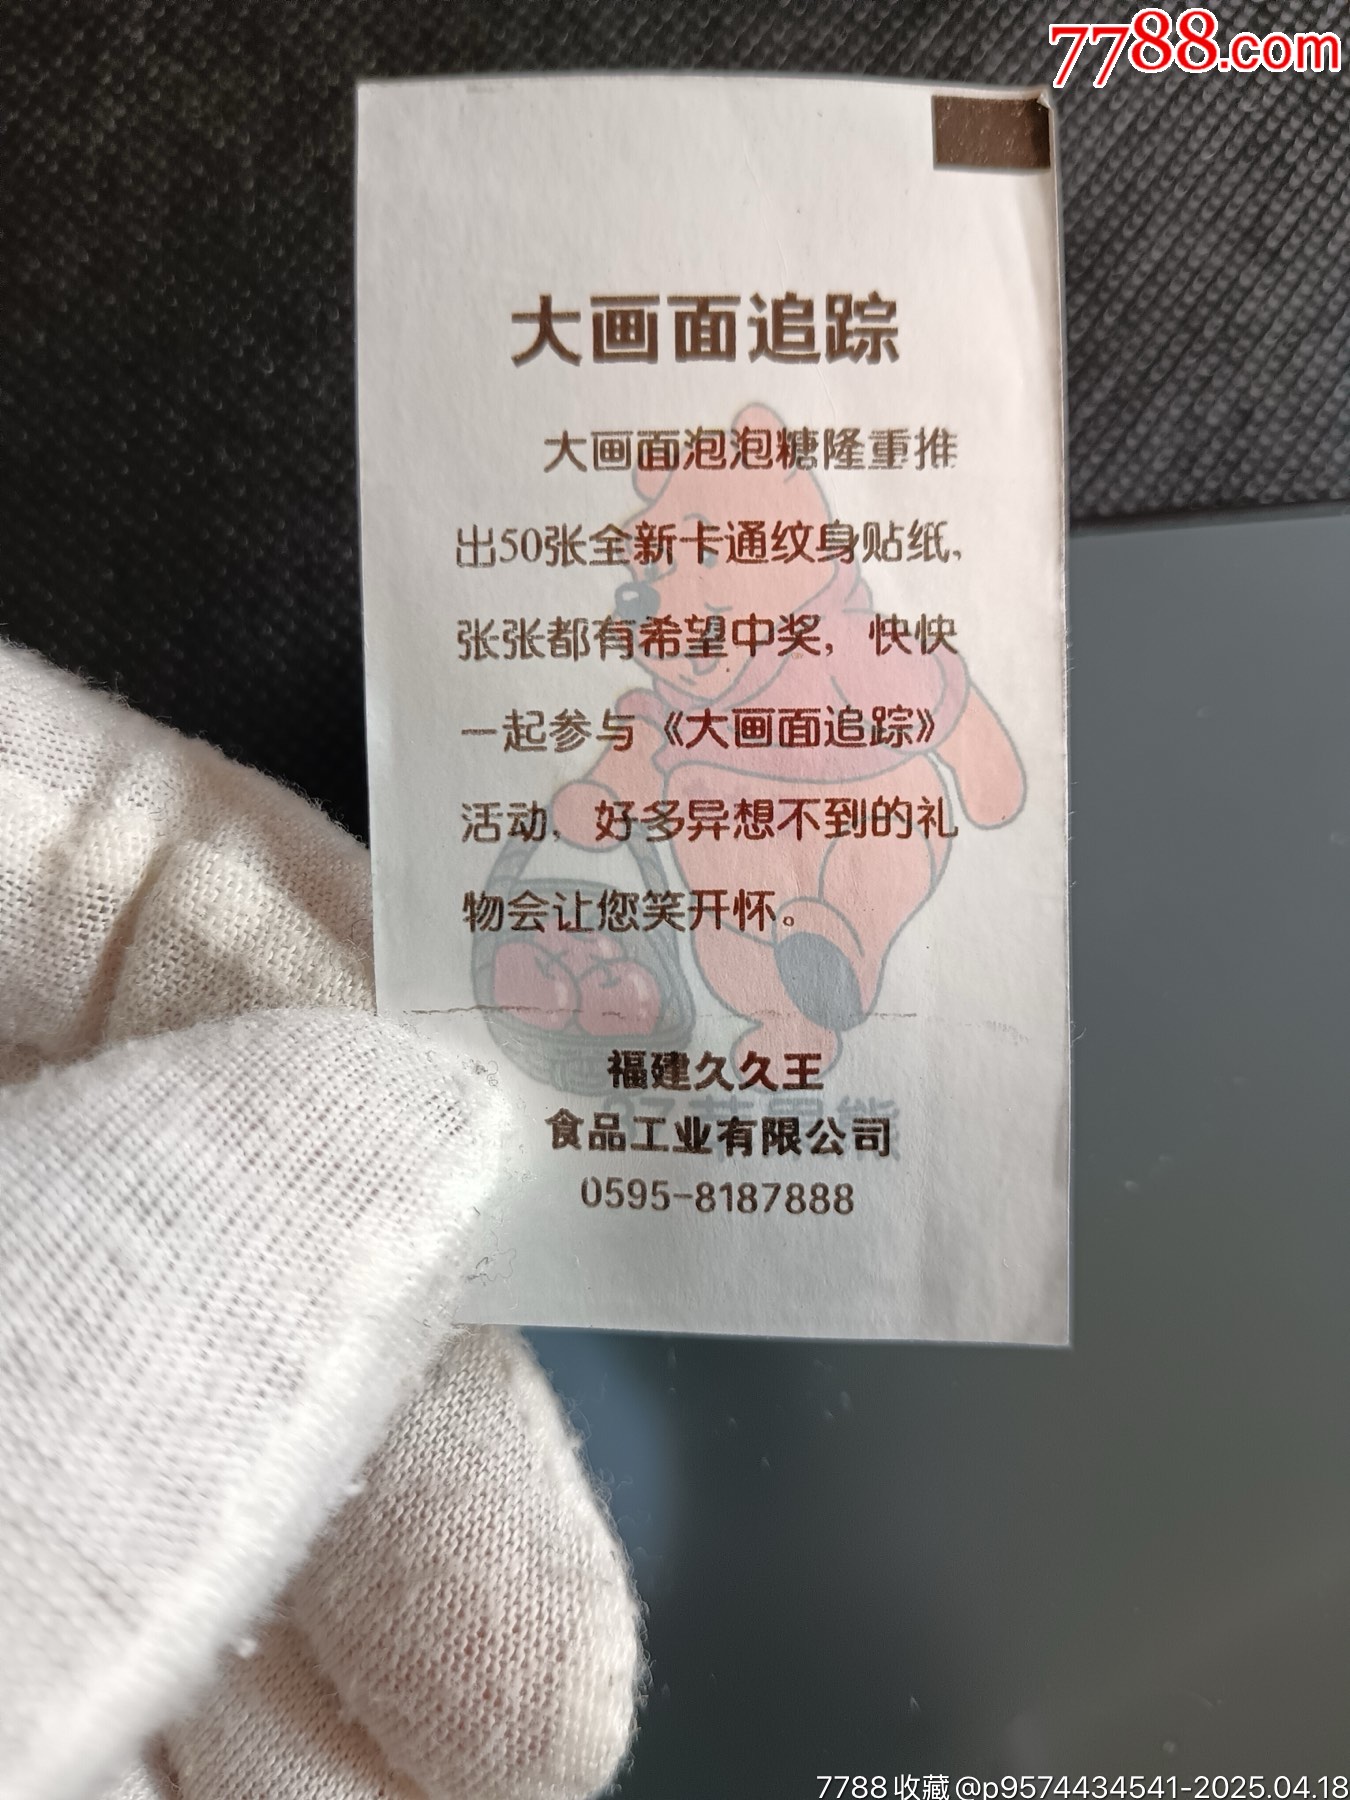 7788.com
大画面追踪
大画面泡泡糖隆重推
出50张全新卡通纹身贴纸，
张张都有希望中奖，快快
一起参与《大画面追踪》
活动，好多异想不到的礼
物会让您笑开怀。
福建久久王
食品工业有限公司
0595-8187888
7788收藏@p9574434541-2025.04.18